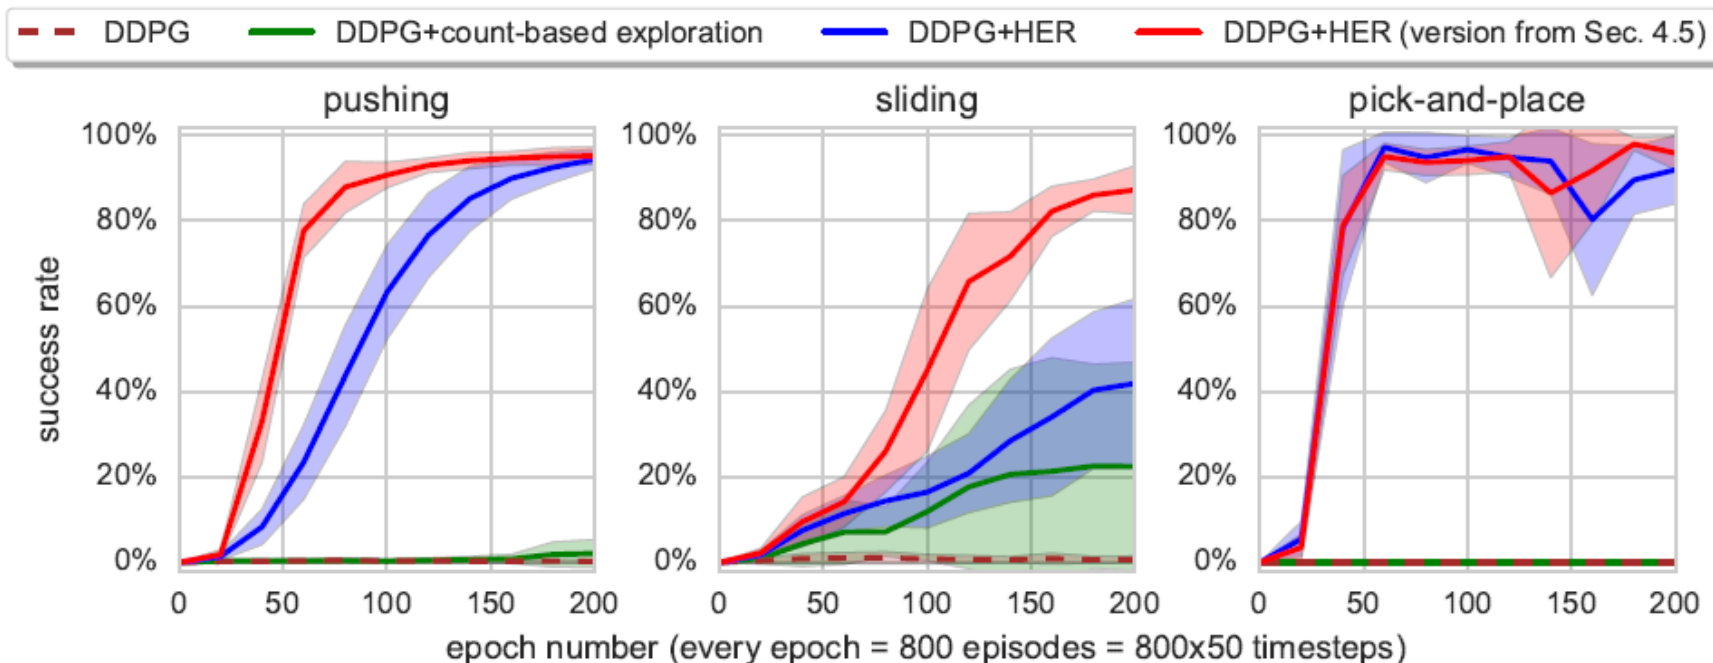 DDPG DDPG+count-based exploration DDPG+HER DDPG+HER (version from Sec. 4.5)
pushing sliding pick-and-place
100% 100% 100%
80% 80% 80%
60% 60% 60%
40% 40% 40%
20% 20% 20%
0% 0% 0%
success rate
0 50 100 150 200 0 50 100 150 200 0 50 100 150 200
epoch number (every epoch = 800 episodes = 800x50 timesteps)